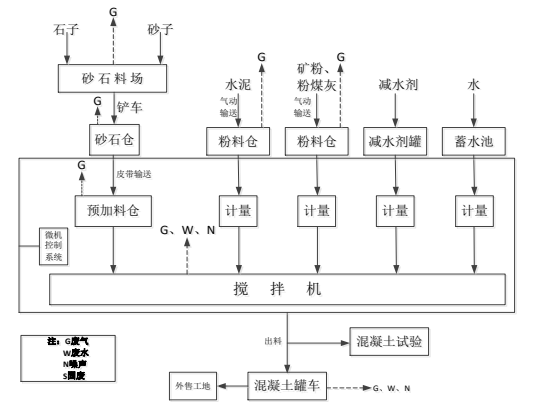 G
石子
砂子
砂石料场
G
铲车
砂石仓
水泥
气动
输送
G
矿粉、
粉煤灰
气动
输送
G
减水剂
水
粉料仓
粉料仓
减水剂罐
蓄水池
皮带输送
G
预加料仓
计量
计量
计量
计量
G、W、N
微机
控制
系统
搅拌机
出料
混凝土试验
注：G废气
W废水
N噪声
S固废
外售工地
混凝土罐车
G、W、N